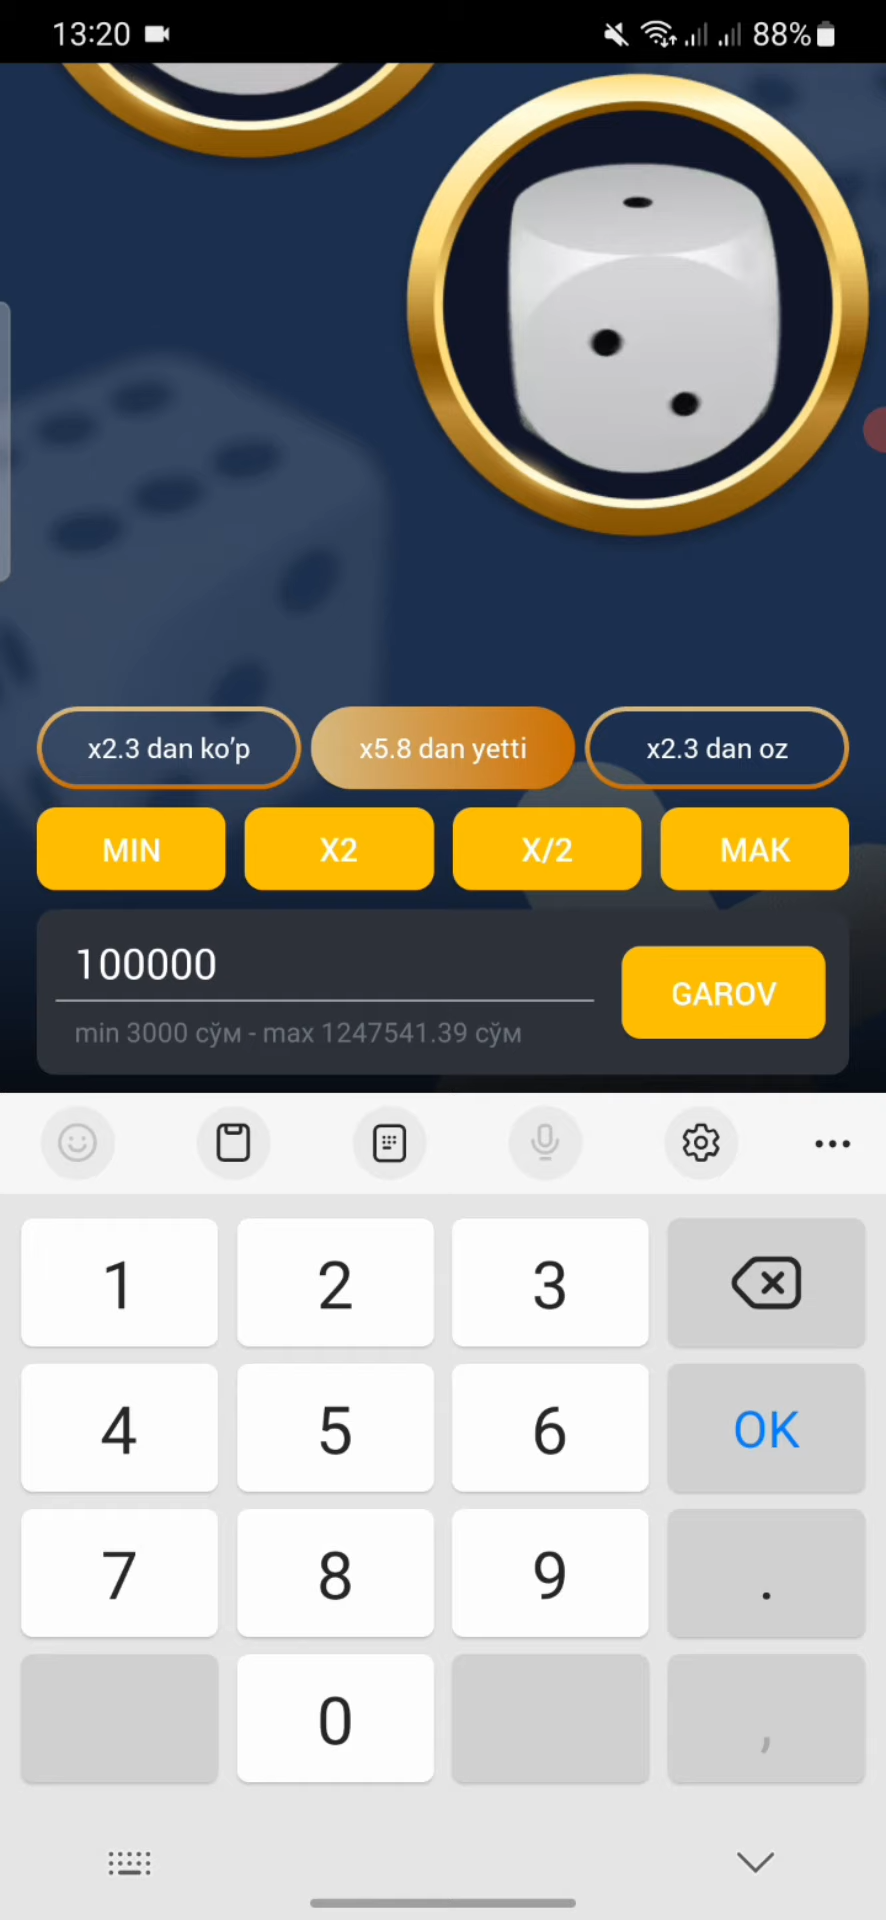 13:20
88%
x2.3 dan ko’p
x5.8 dan yetti
x2.3 dan oz
MIN
X2
X/2
MAK
100000
GAROV
min 3000 сўм - max 1247541.39 сўм
1 2 3
4 5 6 OK
7 8 9 .
0 ,